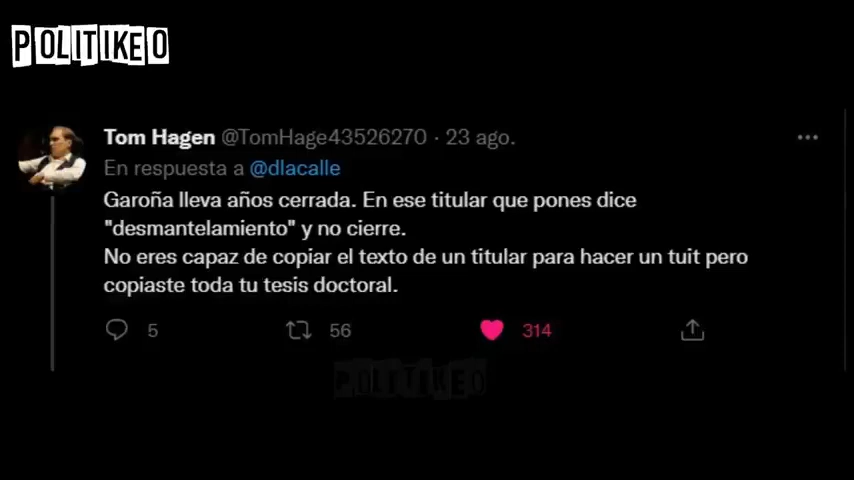 POLITIKEO
Tom Hagen @TomHage43526270 · 23 ago.
En respuesta a @dlacalle
Garoña lleva años cerrada. En ese titular que pones dice
"desmantelamiento" y no cierre.
No eres capaz de copiar el texto de un titular para hacer un tuit pero
copiaste toda tu tesis doctoral.
5 56 314
POLITIKEO